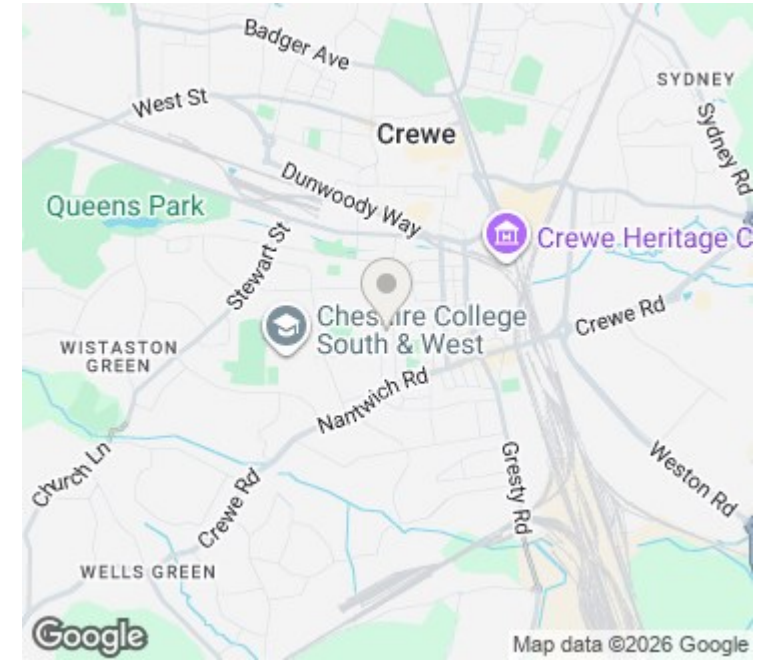 Badger Ave
SYDNEY
West St
Crewe
Sydney Rd
Dunwoody Way
Queens Park
Crewe Heritage C
Stewart St
Cheshire College
South & West
Crewe Rd
WISTASTON
GREEN
Nantwich Rd
Church Ln
Crewe Rd
Gresty Rd
Weston Rd
WELLS GREEN
Google
Map data ©2026 Google